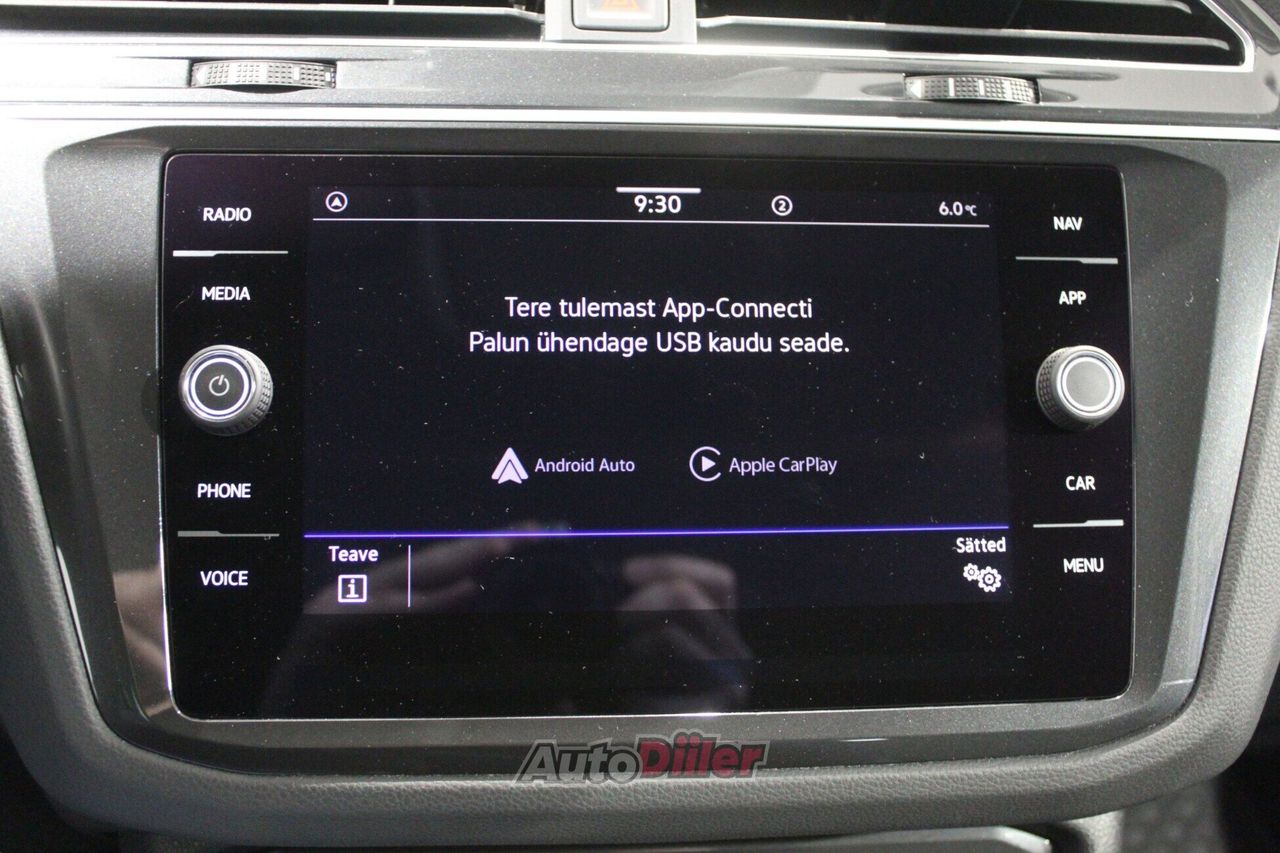 9:30
2
6.0°C
RADIO
MEDIA
PHONE
VOICE
Tere tulemast App-Connecti
Palun ühendage USB kaudu seade.
Android Auto
Apple CarPlay
Teave
i
Sätted
NAV
APP
CAR
MENU
AutoDiiler